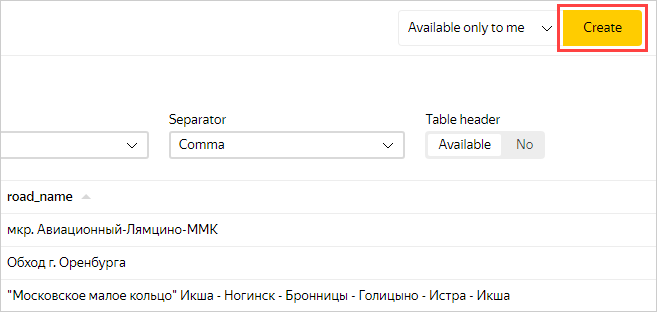 Available only to me
Create
Separator
Table header
Comma
Available
No
road_name
мкр. Авиационный-Лямцино-ММК
Обход г. Оренбурга
"Московское малое кольцо" Икша - Ногинск - Бронницы - Голицыно - Истра - Икша